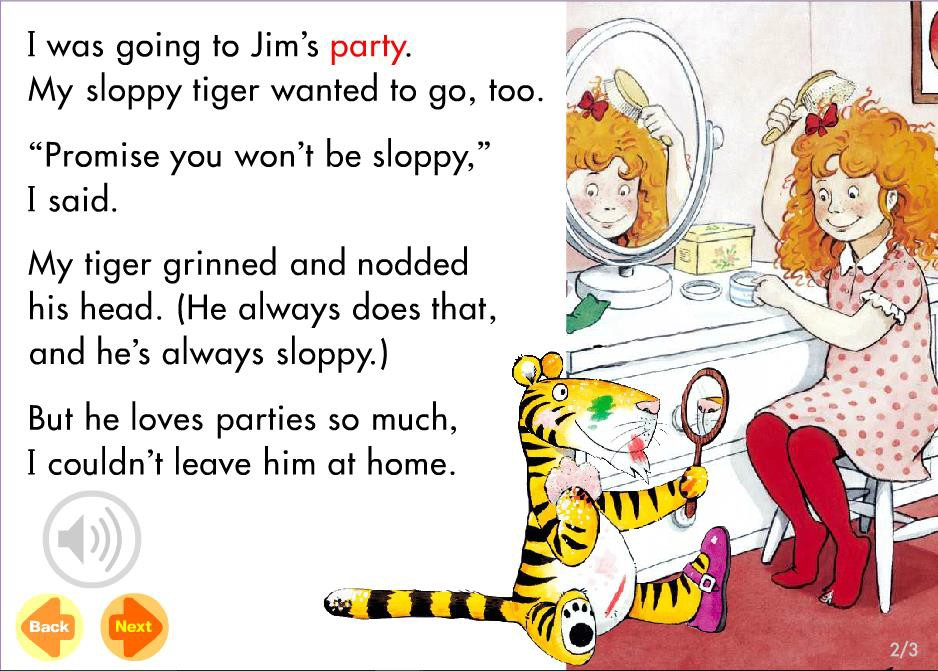 I was going to Jim’s party.
My sloppy tiger wanted to go, too.
“Promise you won’t be sloppy,”
I said.
My tiger grinned and nodded
his head. (He always does that,
and he’s always sloppy.)
But he loves parties so much,
I couldn’t leave him at home.
Back
Next
2/3